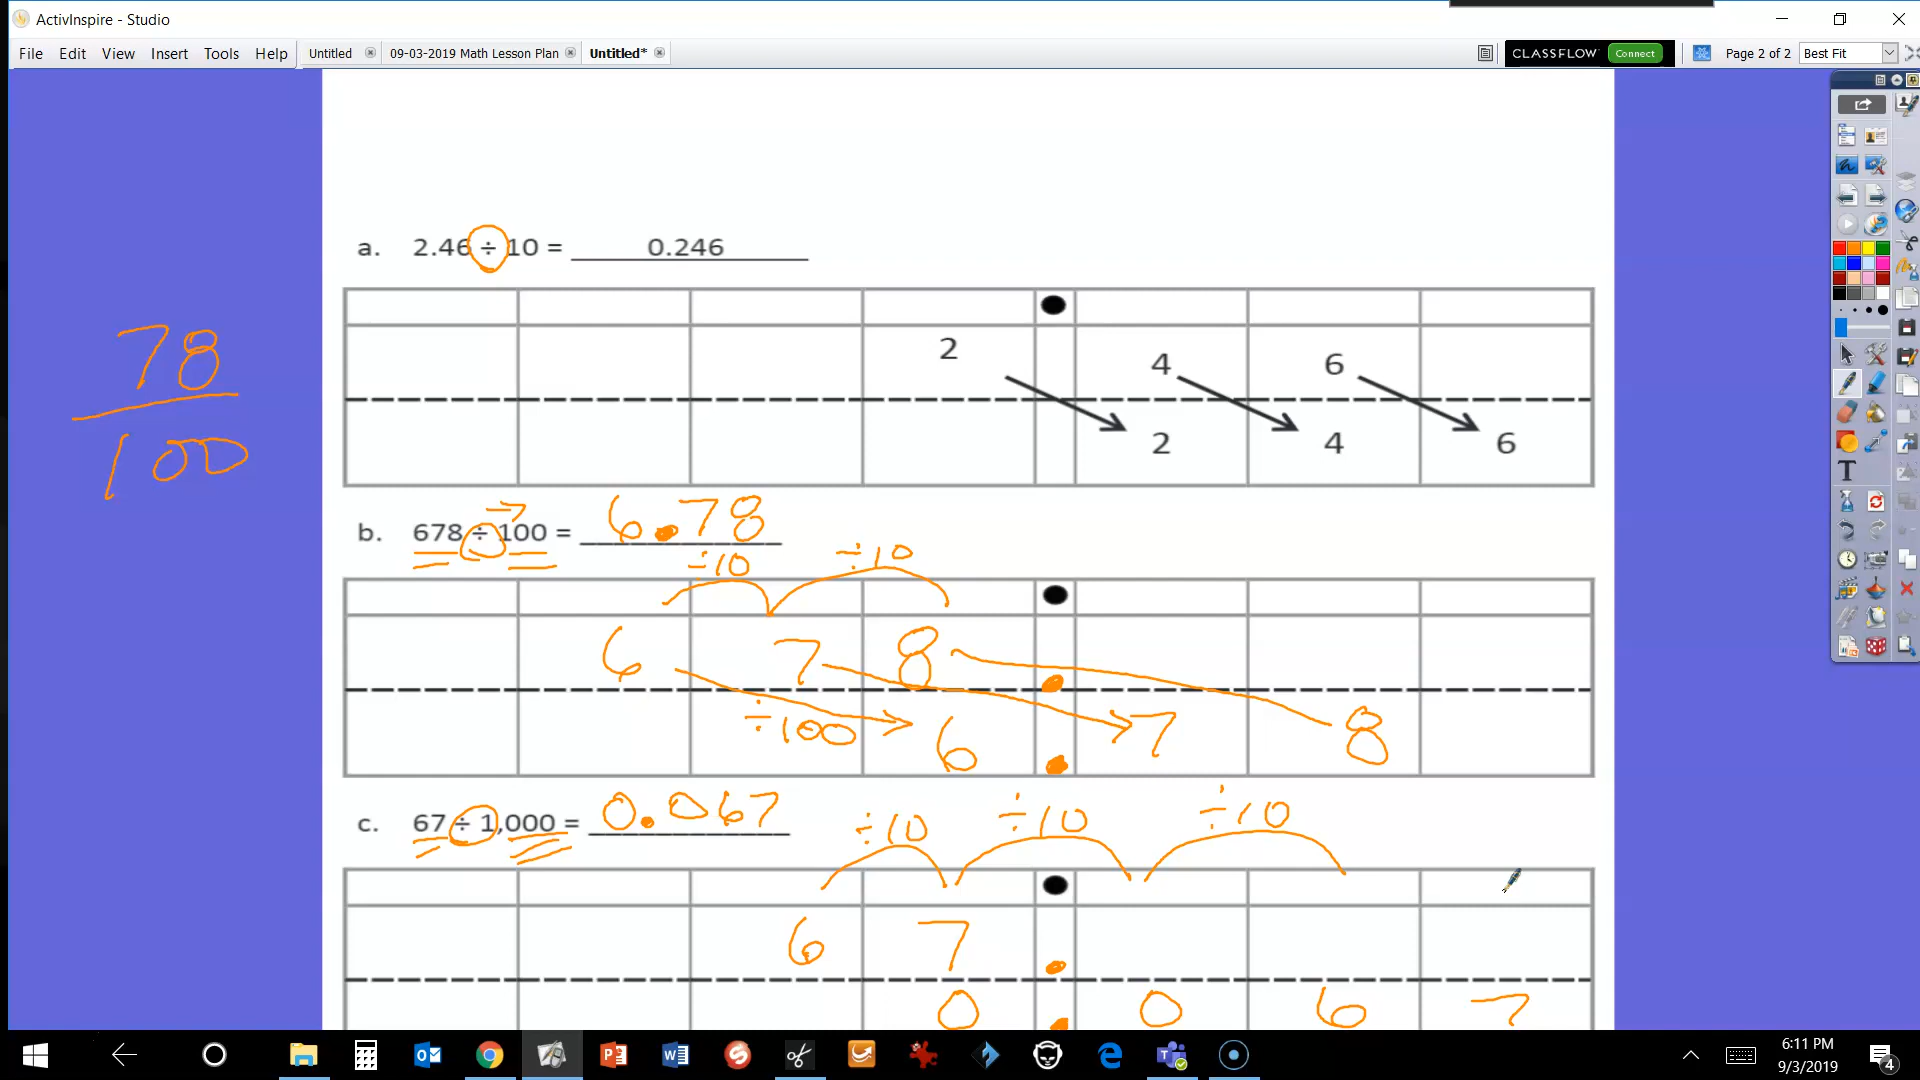 ActivInspire - Studio
File Edit View Insert Tools Help Untitled 09-03-2019 Math Lesson Plan Untitled* CLASSFLOW Connect Page 2 of 2 Best Fit
a. 2.46 ÷ 10 = 0.246
2 4 6
2 4 6
78
100
b. 678 ÷ 100 = 6.78
÷10 ÷10
6 7 8 .
÷100 6 . 7 8
c. 67 ÷ 1,000 = 0.067
÷10 ÷10 ÷10
6 7 .
0 . 0 6 7
T
6:11 PM
9/3/2019
4